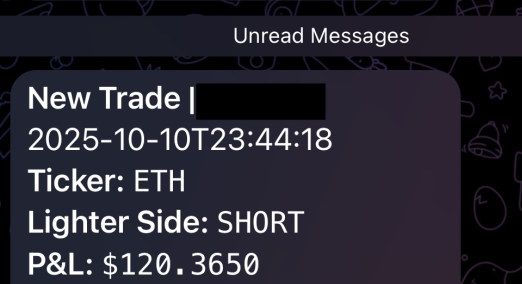 Unread Messages
New Trade |
2025-10-10T23:44:18
Ticker: ETH
Lighter Side: SHORT
P&L: $120.3650